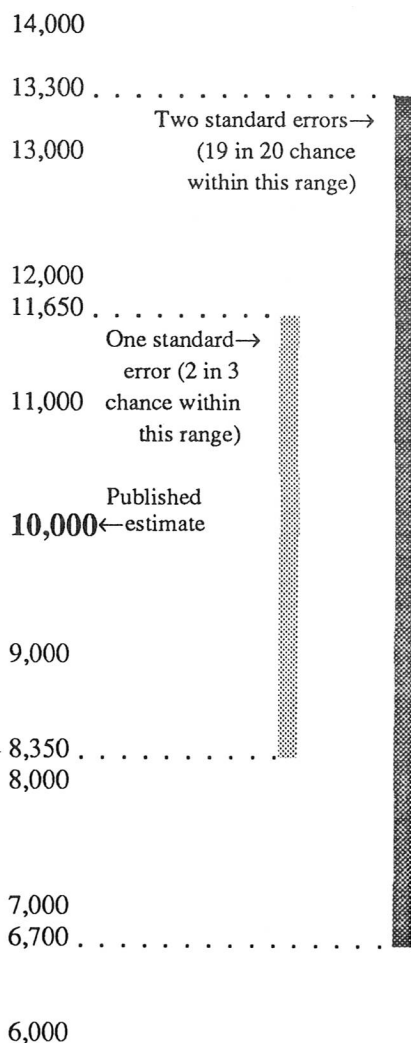 14,000
13,300 . . . . . . . . . . . . . .
Two standard errors→
13,000 (19 in 20 chance
within this range)
12,000
11,650 . . . . . . . . .
One standard→
error (2 in 3
11,000 chance within
this range)
Published
10,000←estimate
9,000
8,350 . . . . . . . . .
8,000
7,000
6,700 . . . . . . . . . . . . . .
6,000